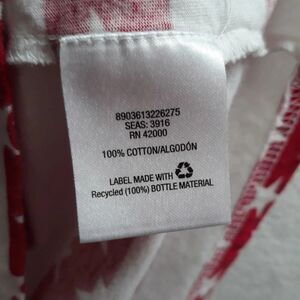 8903613226275
SEAS: 3916
RN 42000
100% COTTON/ALGODÓN
LABEL MADE WITH
Recycled (100%) BOTTLE MATERIAL